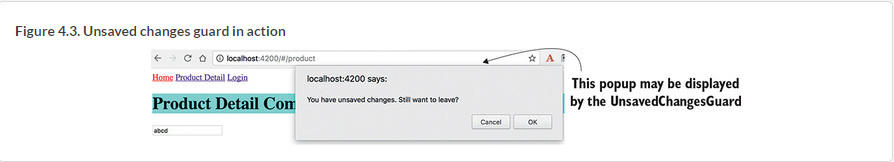 Figure 4.3. Unsaved changes guard in action
localhost:4200/#/product
A
Home Product Detail Login
localhost:4200 says:
You have unsaved changes. Still want to leave?
Product Detail Com
abcd
Cancel OK
This popup may be displayed
by the UnsavedChangesGuard